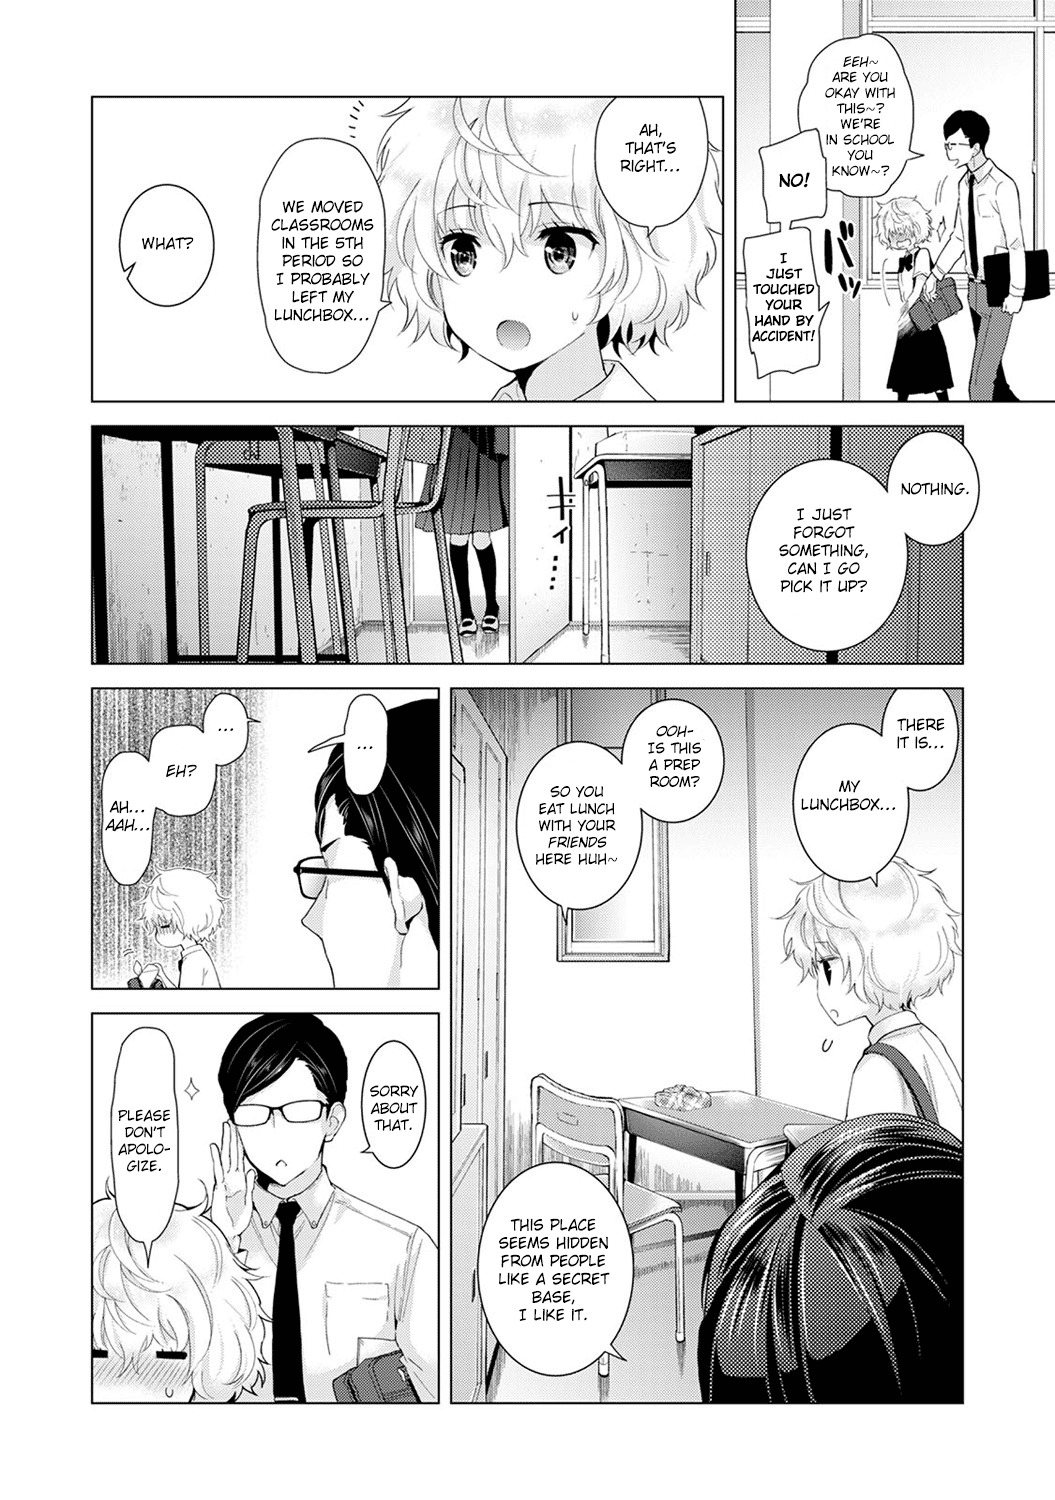 EEH~
ARE YOU
OKAY WITH
THIS~?
WE'RE
IN SCHOOL
YOU
KNOW~?
NO!
I
JUST
TOUCHED
YOUR
HAND BY
ACCIDENT!
バッ
AH,
THAT'S
RIGHT...
WE MOVED
CLASSROOMS
IN THE 5TH
PERIOD SO
I PROBABLY
LEFT MY
LUNCHBOX...
WHAT?
NOTHING.
I JUST
FORGOT
SOMETHING,
CAN I GO
PICK IT UP?
キィ...
THERE
IT IS...
MY
LUNCHBOX...
OOH-
IS THIS
A PREP
ROOM?
SO YOU
EAT LUNCH
WITH YOUR
FRIENDS
HERE HUH~
THIS PLACE
SEEMS HIDDEN
FROM PEOPLE
LIKE A SECRET
BASE,
I LIKE IT.
...
...
EH?
AH...
AAH...
SORRY
ABOUT
THAT.
PLEASE
DON'T
APOLO-
GIZE.